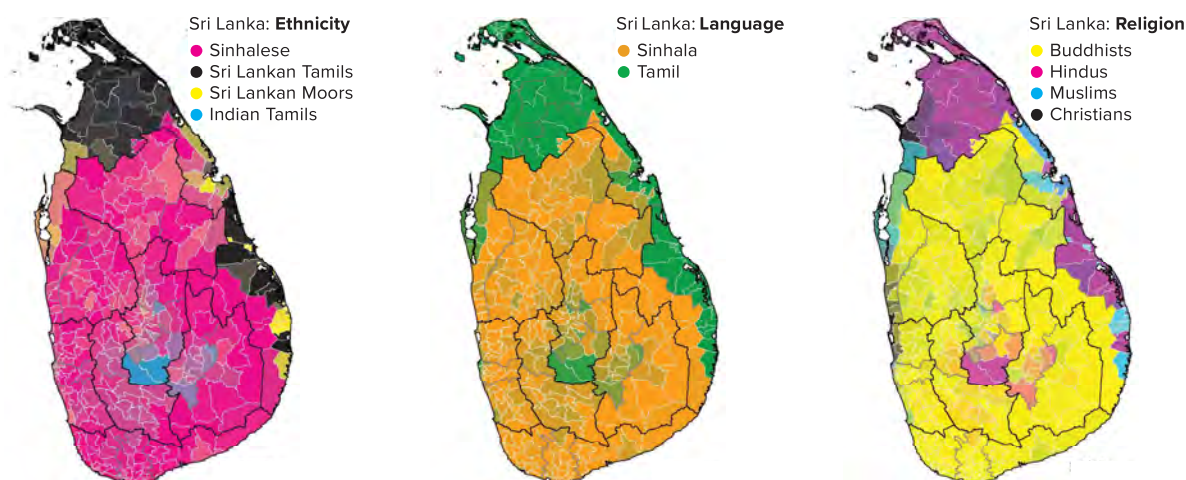 Sri Lanka: Ethnicity
Sinhalese
Sri Lankan Tamils
Sri Lankan Moors
Indian Tamils
Sri Lanka: Language
Sinhala
Tamil
Sri Lanka: Religion
Buddhists
Hindus
Muslims
Christians